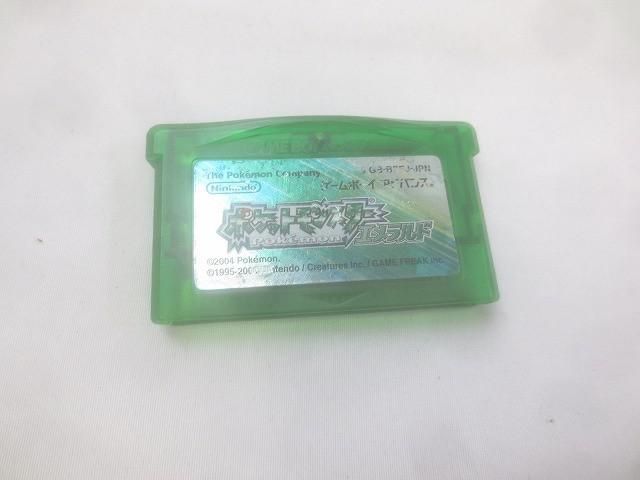 The Pokémon Company
Nintendo
ゲームボーイアドバンス
ポケットモンスター
Pokémon
エメラルド
©2004 Pokémon.
Nintendo / Creatures Inc. / GAME FREAK inc.